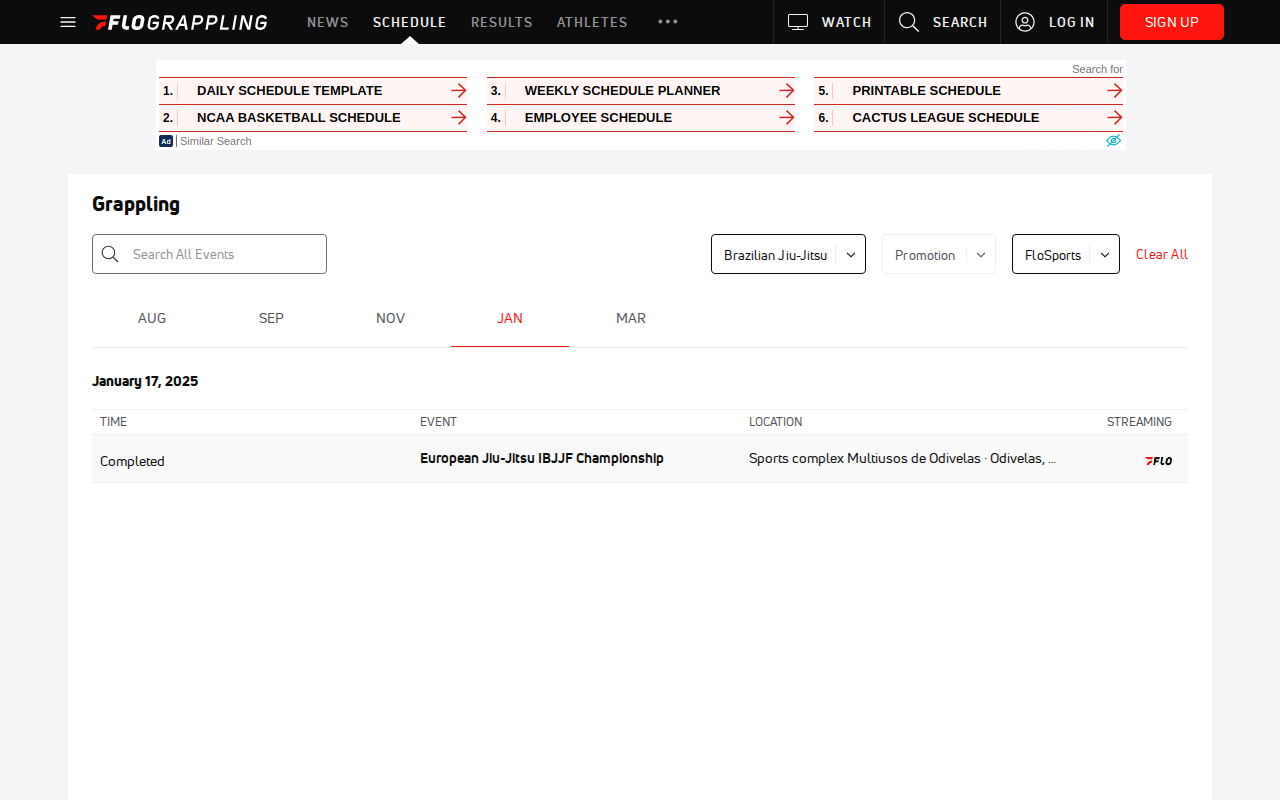 FLOGRAPPLING NEWS SCHEDULE RESULTS ATHLETES WATCH SEARCH LOG IN SIGN UP
Search for
1. DAILY SCHEDULE TEMPLATE 3. WEEKLY SCHEDULE PLANNER 5. PRINTABLE SCHEDULE
2. NCAA BASKETBALL SCHEDULE 4. EMPLOYEE SCHEDULE 6. CACTUS LEAGUE SCHEDULE
Ad Similar Search
Grappling
Search All Events Brazilian Jiu-Jitsu Promotion FloSports Clear All
AUG SEP NOV JAN MAR
January 17, 2025
TIME EVENT LOCATION STREAMING
Completed European Jiu-Jitsu IBJJF Championship Sports complex Multiusos de Odivelas · Odivelas, ... FLO